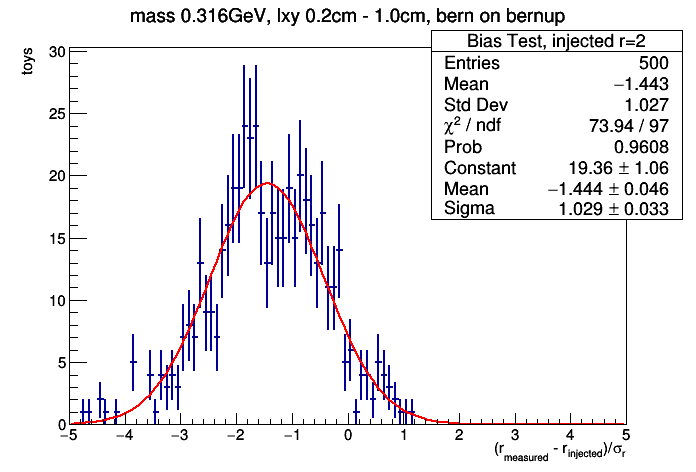 mass 0.316GeV, lxy 0.2cm - 1.0cm, bern on bernup
Bias Test, injected r=2
Entries 500
Mean −1.443
Std Dev 1.027
χ² / ndf 73.94 / 97
Prob 0.9608
Constant 19.36 ± 1.06
Mean −1.444 ± 0.046
Sigma 1.029 ± 0.033
toys
30
25
20
15
10
5
0
−5 −4 −3 −2 −1 0 1 2 3 4 5
(r_measured - r_injected)/σ_r